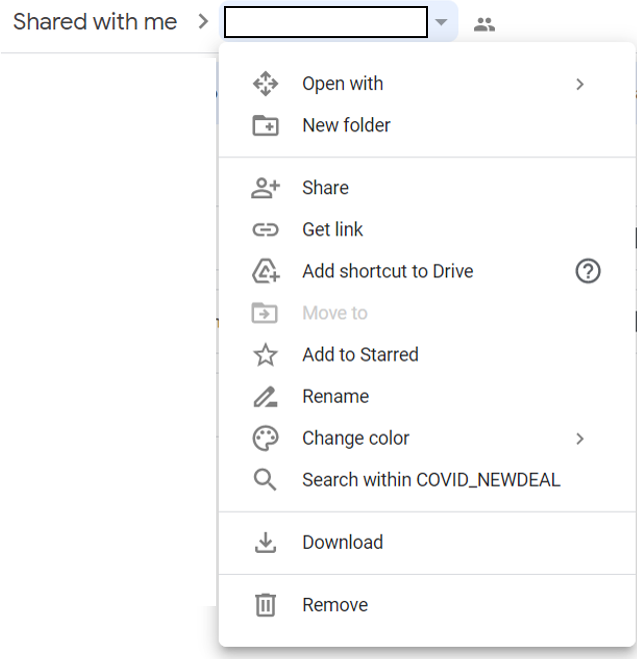 Shared with me
Open with
New folder
Share
Get link
Add shortcut to Drive
Move to
Add to Starred
Rename
Change color
Search within COVID_NEWDEAL
Download
Remove